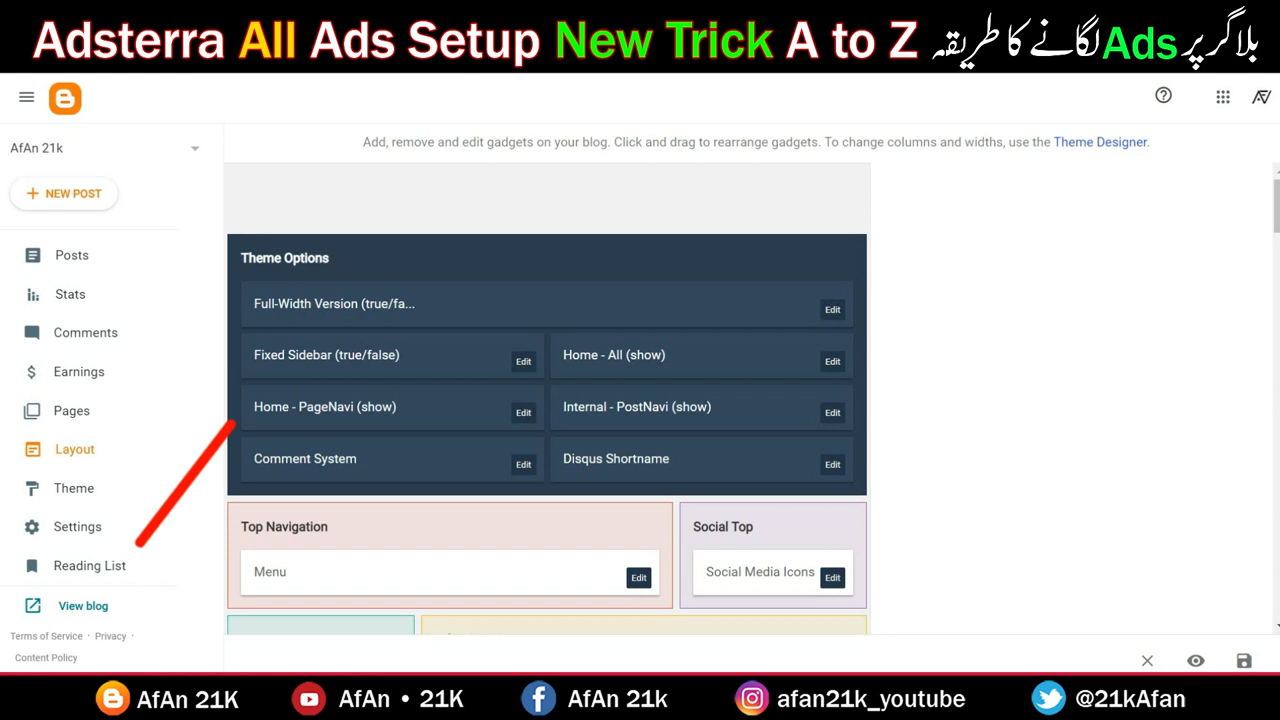 Adsterra All Ads Setup New Trick A to Z بلاگر پر Ads لگانے کا طریقہ
AfAn 21k
NEW POST
Posts
Stats
Comments
Earnings
Pages
Layout
Theme
Settings
Reading List
View blog
Terms of Service · Privacy ·
Content Policy
Add, remove and edit gadgets on your blog. Click and drag to rearrange gadgets. To change columns and widths, use the Theme Designer.
Theme Options
Full-Width Version (true/fa...
Edit
Fixed Sidebar (true/false)
Edit
Home - All (show)
Edit
Home - PageNavi (show)
Edit
Internal - PostNavi (show)
Edit
Comment System
Edit
Disqus Shortname
Edit
Top Navigation
Menu
Edit
Social Top
Social Media Icons
Edit
AfAn 21K
AfAn • 21K
AfAn 21k
afan21k_youtube
@21kAfan